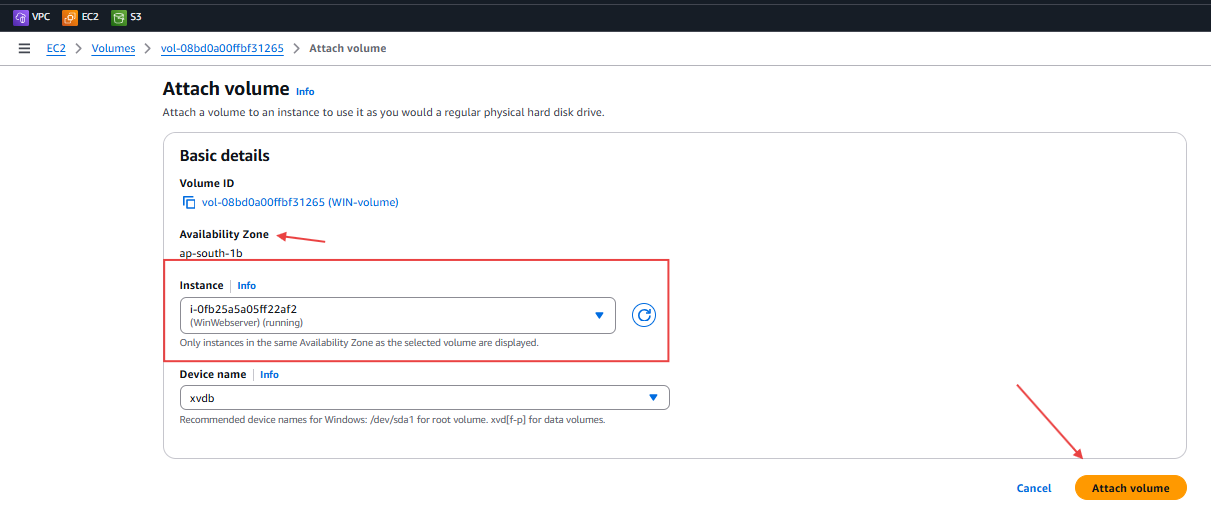 VPC EC2 S3
EC2 > Volumes > vol-08bd0a00ffbf31265 > Attach volume
Attach volume Info
Attach a volume to an instance to use it as you would a regular physical hard disk drive.
Basic details
Volume ID
vol-08bd0a00ffbf31265 (WIN-volume)
Availability Zone
ap-south-1b
Instance | Info
i-0fb25a5a05ff22af2
(WinWebserver) (running)
Only instances in the same Availability Zone as the selected volume are displayed.
Device name | Info
xvdb
Recommended device names for Windows: /dev/sda1 for root volume. xvd[f-p] for data volumes.
Cancel Attach volume